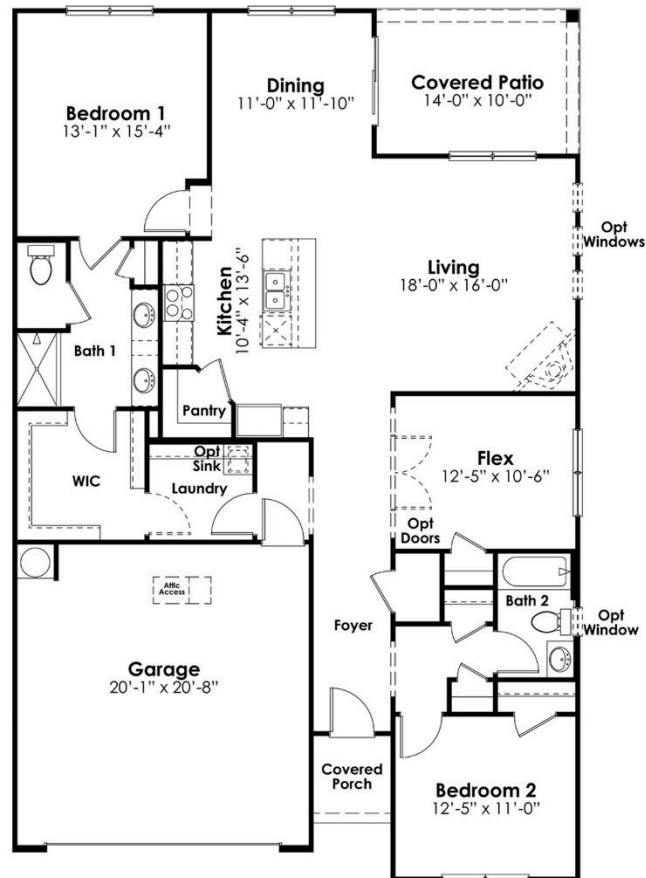 Bedroom 1
13'-1" x 15'-4"
Dining
11'-0" x 11'-10"
Covered Patio
14'-0" x 10'-0"
Opt
Windows
Living
18'-0" x 16'-0"
Kitchen
10'-4" x 13'-6"
Bath 1
Pantry
WIC
Opt
Sink
Laundry
Flex
12'-5" x 10'-6"
Opt
Doors
Attic
Access
Bath 2
Opt
Window
Foyer
Garage
20'-1" x 20'-8"
Covered
Porch
Bedroom 2
12'-5" x 11'-0"